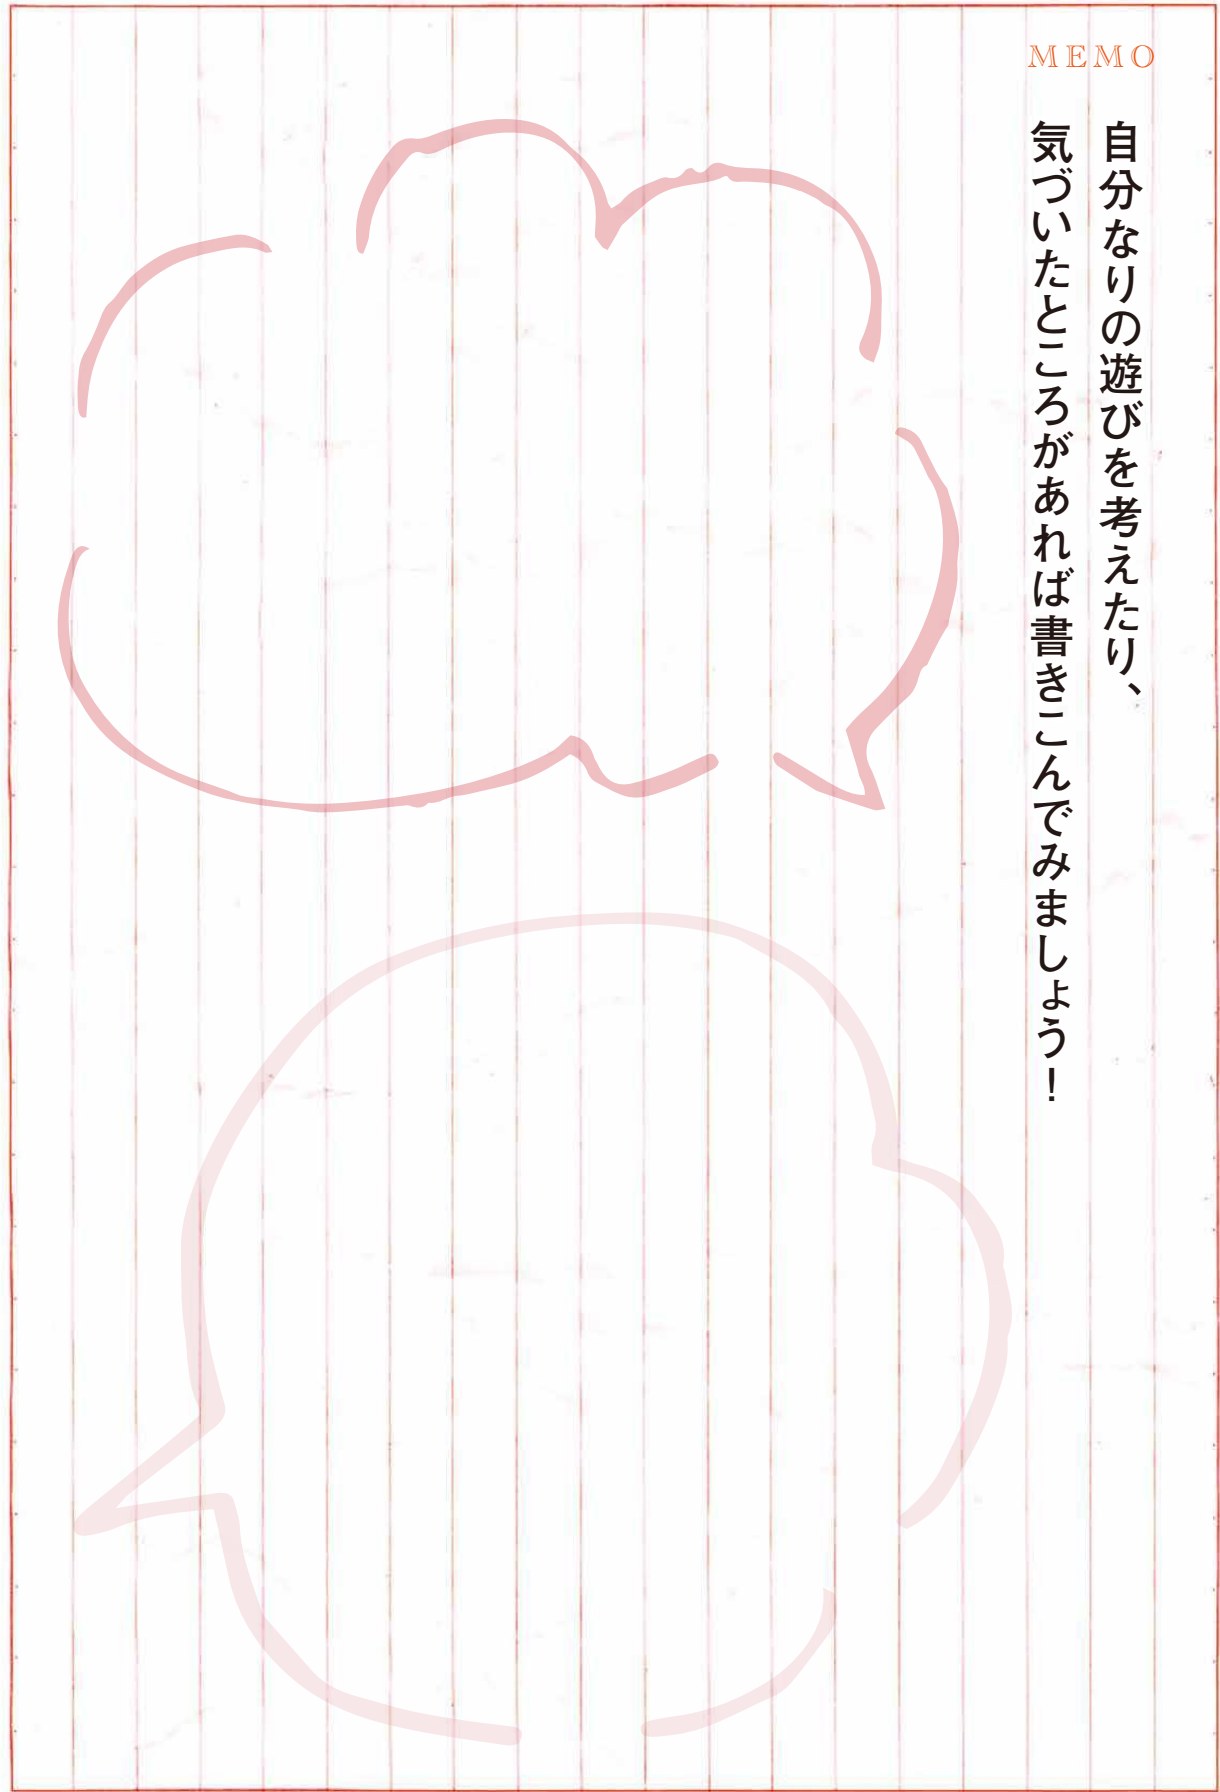 MEMO
自分なりの遊びを考えたり、
気づいたところがあれば書きこんでみましょう！